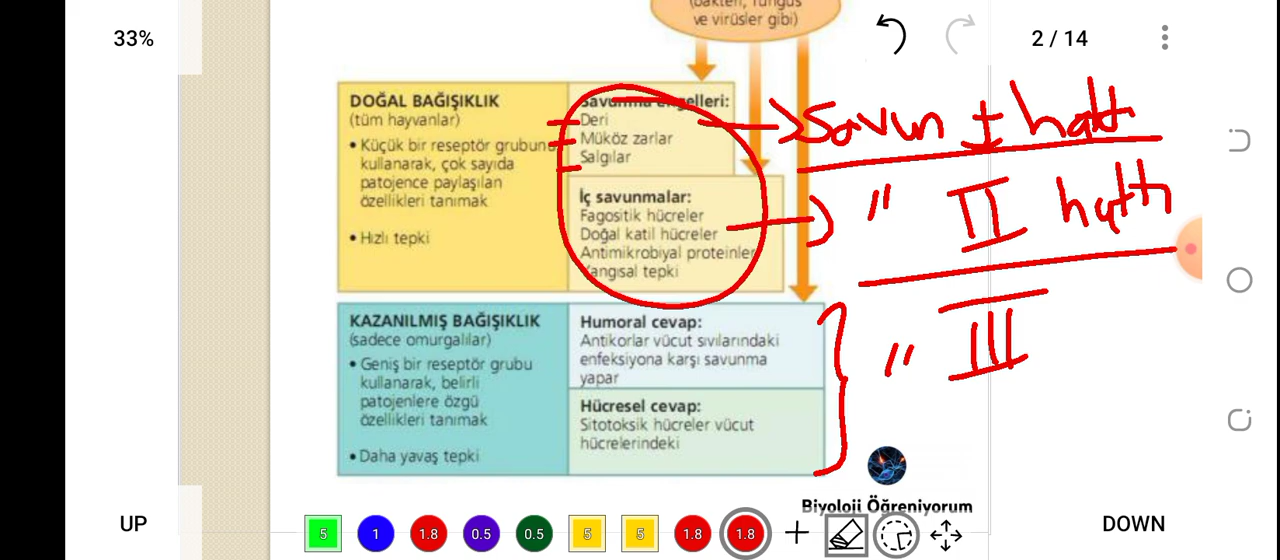 33%
2 / 14
(bakteri, fungus
ve virüsler gibi)
DOĞAL BAĞIŞIKLIK
(tüm hayvanlar)
• Küçük bir reseptör grubunu
kullanarak, çok sayıda
patojence paylaşılan
özellikleri tanımak
• Hızlı tepki
Savunma engelleri:
Deri
Müköz zarlar
Salgılar
İç savunmalar:
Fagositik hücreler
Doğal katil hücreler
Antimikrobiyal proteinler
Yangısal tepki
Savun I hattı
" II hattı
" III
KAZANILMIŞ BAĞIŞIKLIK
(sadece omurgalılar)
• Geniş bir reseptör grubu
kullanarak, belirli
patojenlere özgü
özellikleri tanımak
• Daha yavaş tepki
Humoral cevap:
Antikorlar vücut sıvılarındaki
enfeksiyona karşı savunma
yapar
Hücresel cevap:
Sitotoksik hücreler vücut
hücrelerindeki
Biyoloji Öğreniyorum
UP
5 1 1.8 0.5 0.5 5 5 1.8 1.8
DOWN